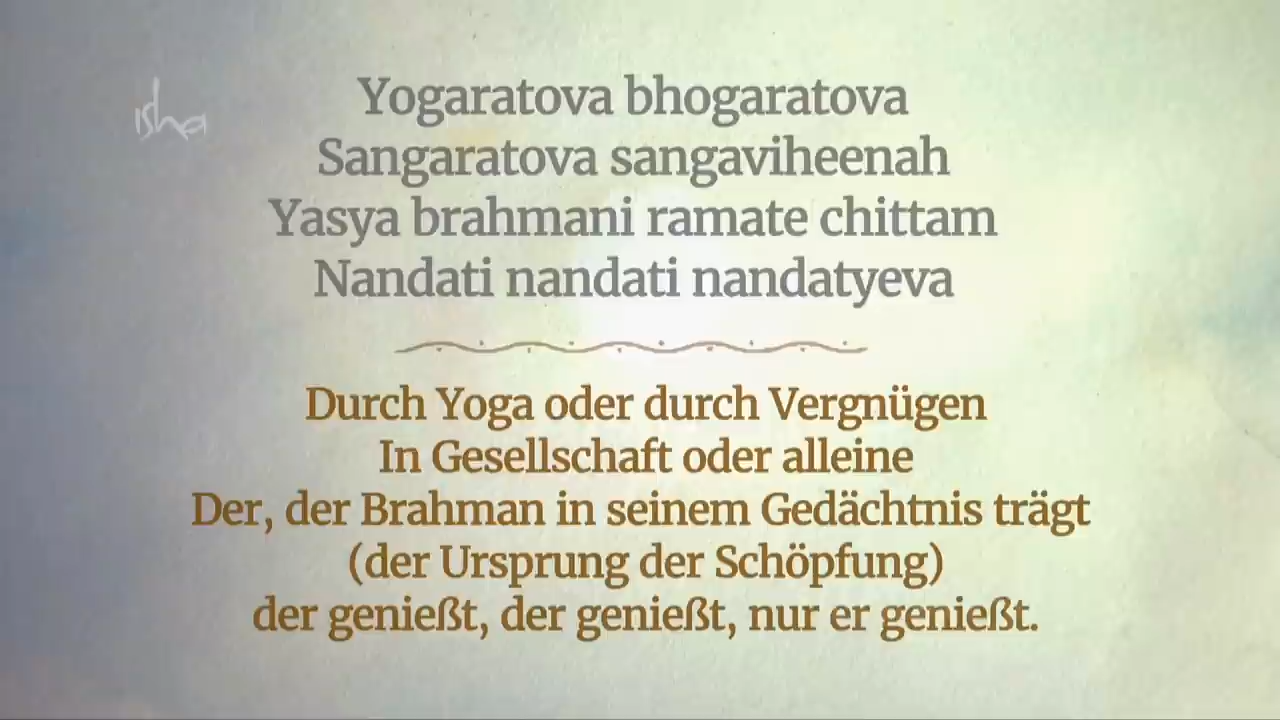 isha
Yogaratova bhogaratova
Sangaratova sangaviheenah
Yasya brahmani ramate chittam
Nandati nandati nandatyeva
Durch Yoga oder durch Vergnügen
In Gesellschaft oder alleine
Der, der Brahman in seinem Gedächtnis trägt
(der Ursprung der Schöpfung)
der genießt, der genießt, nur er genießt.